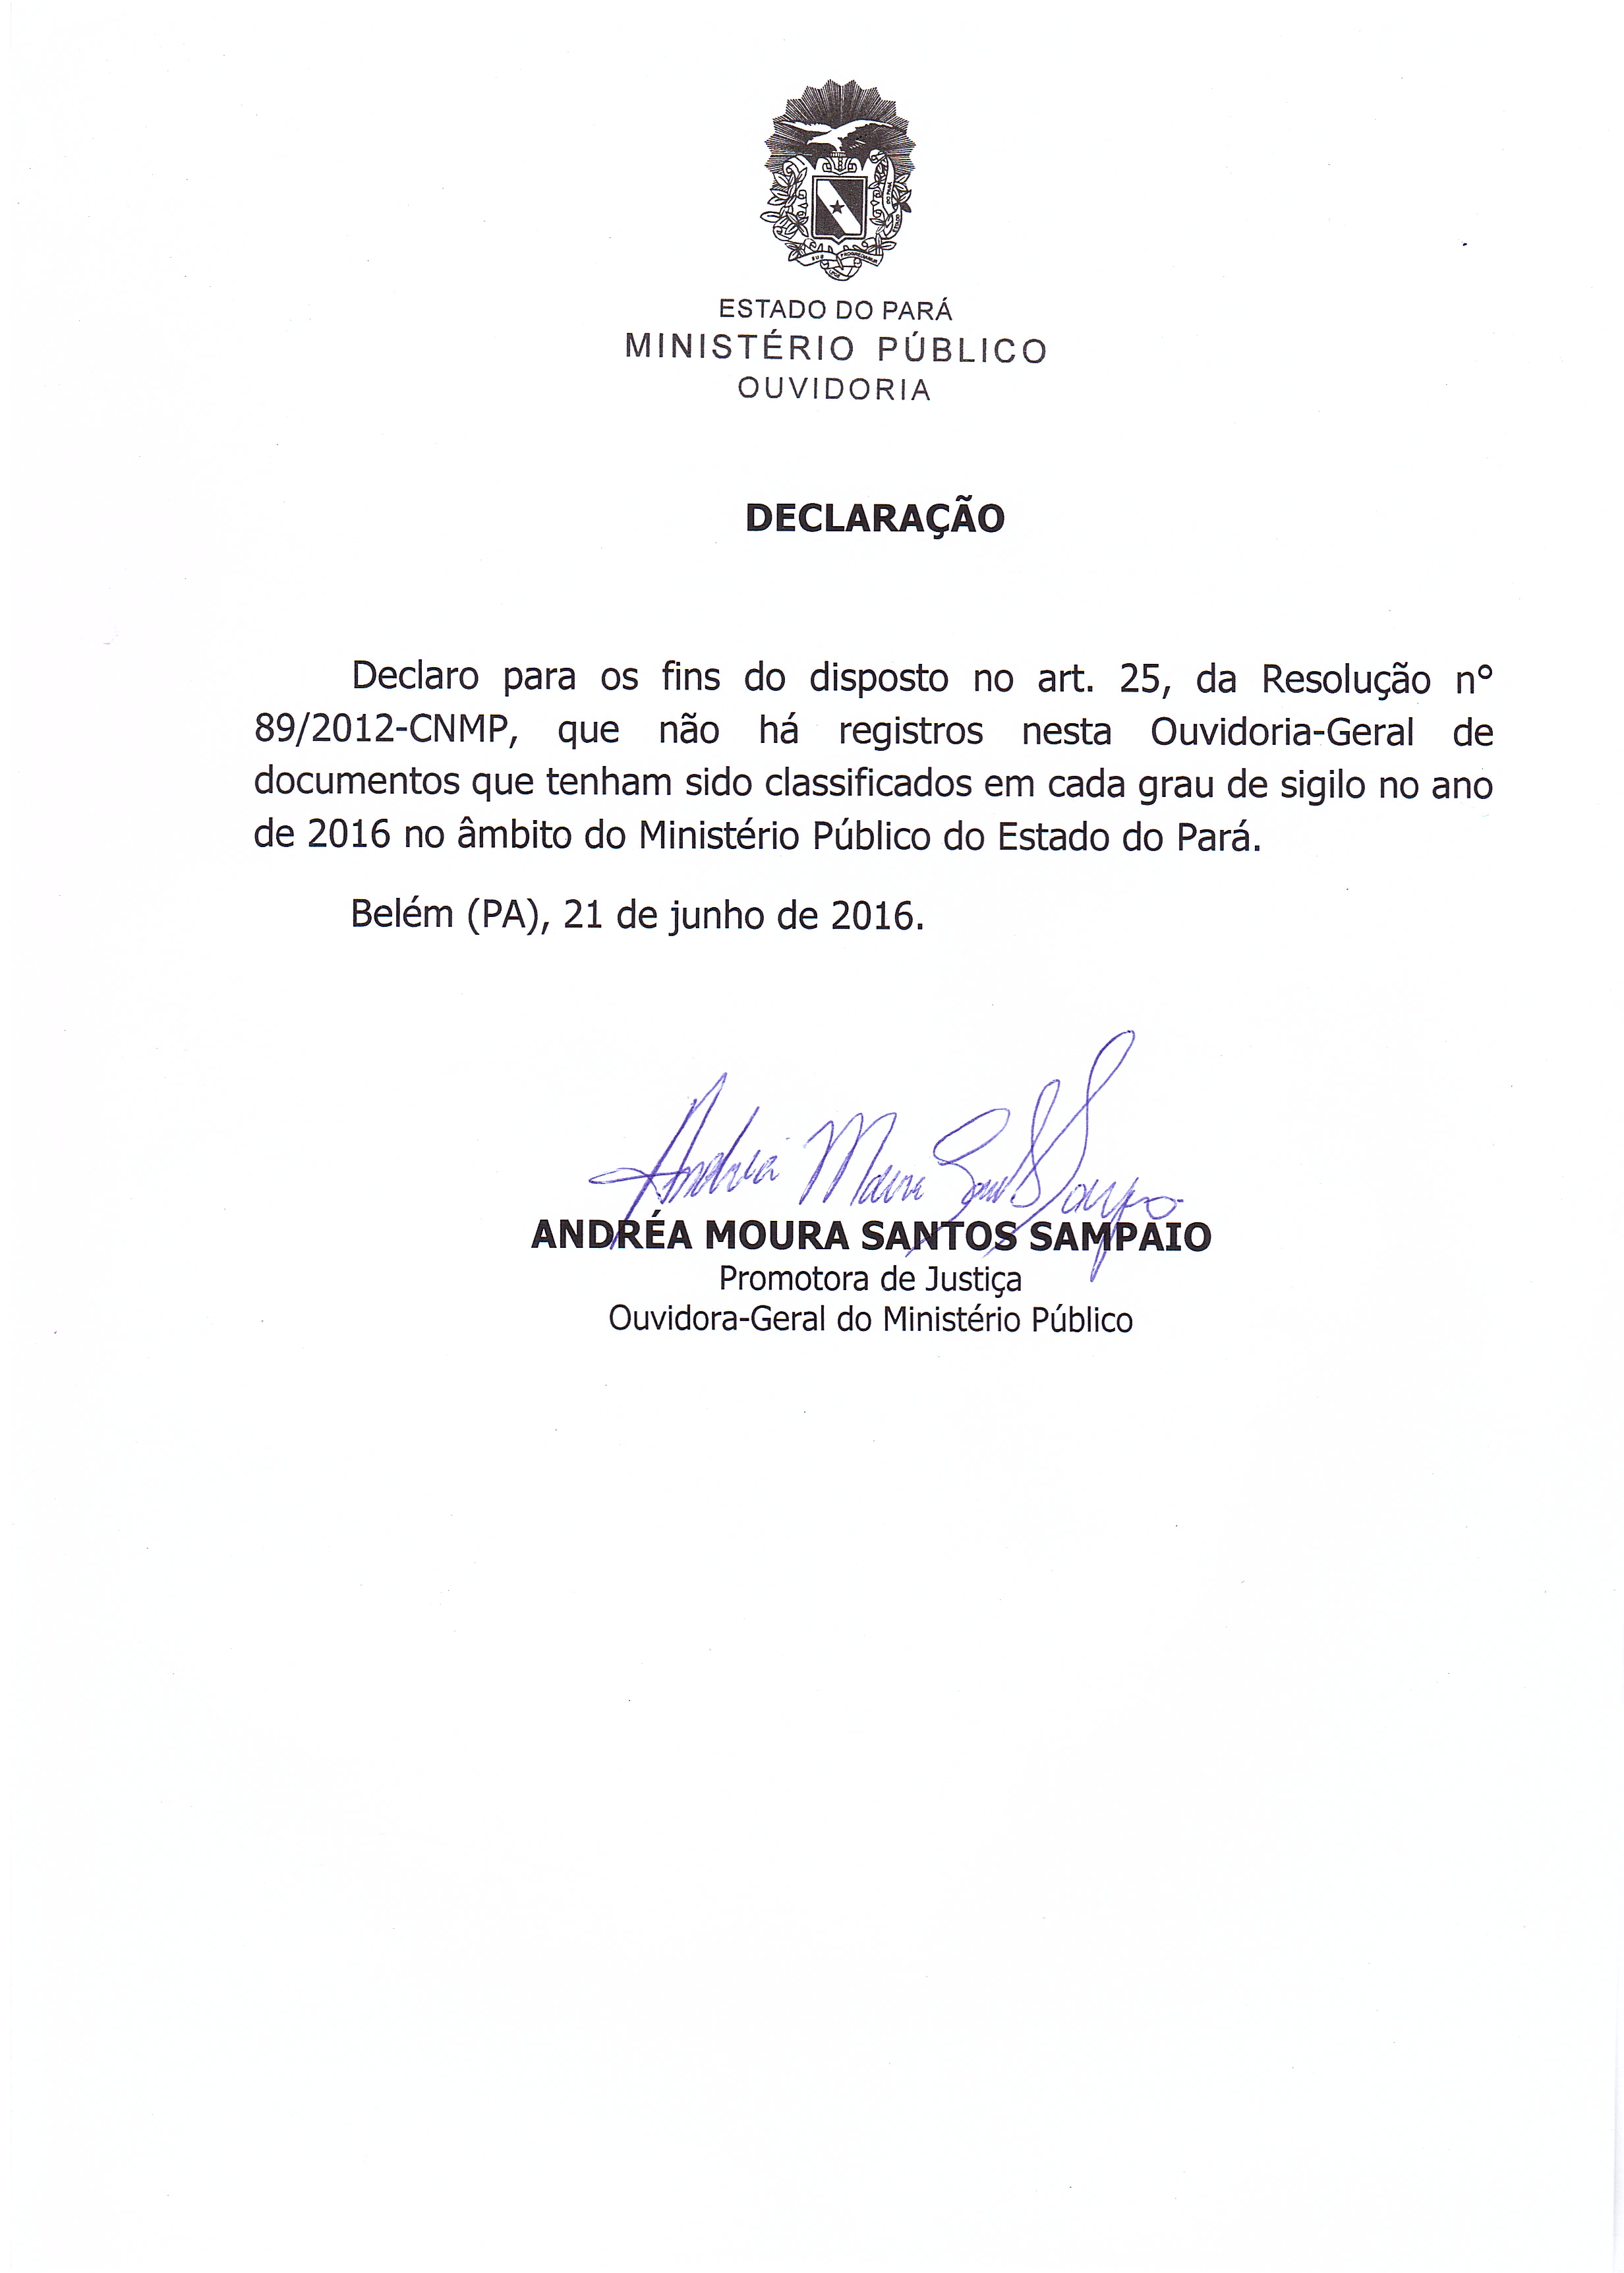 ESTADO DO PARÁ
MINISTÉRIO PÚBLICO
OUVIDORIA
DECLARAÇÃO
Declaro para os fins do disposto no art. 25, da Resolução nº
89/2012-CNMP, que não há registros nesta Ouvidoria-Geral de
documentos que tenham sido classificados em cada grau de sigilo no ano
de 2016 no âmbito do Ministério Público do Estado do Pará.
Belém (PA), 21 de junho de 2016.
Andréa Moura Santos Sampaio
ANDRÉA MOURA SANTOS SAMPAIO
Promotora de Justiça
Ouvidora-Geral do Ministério Público